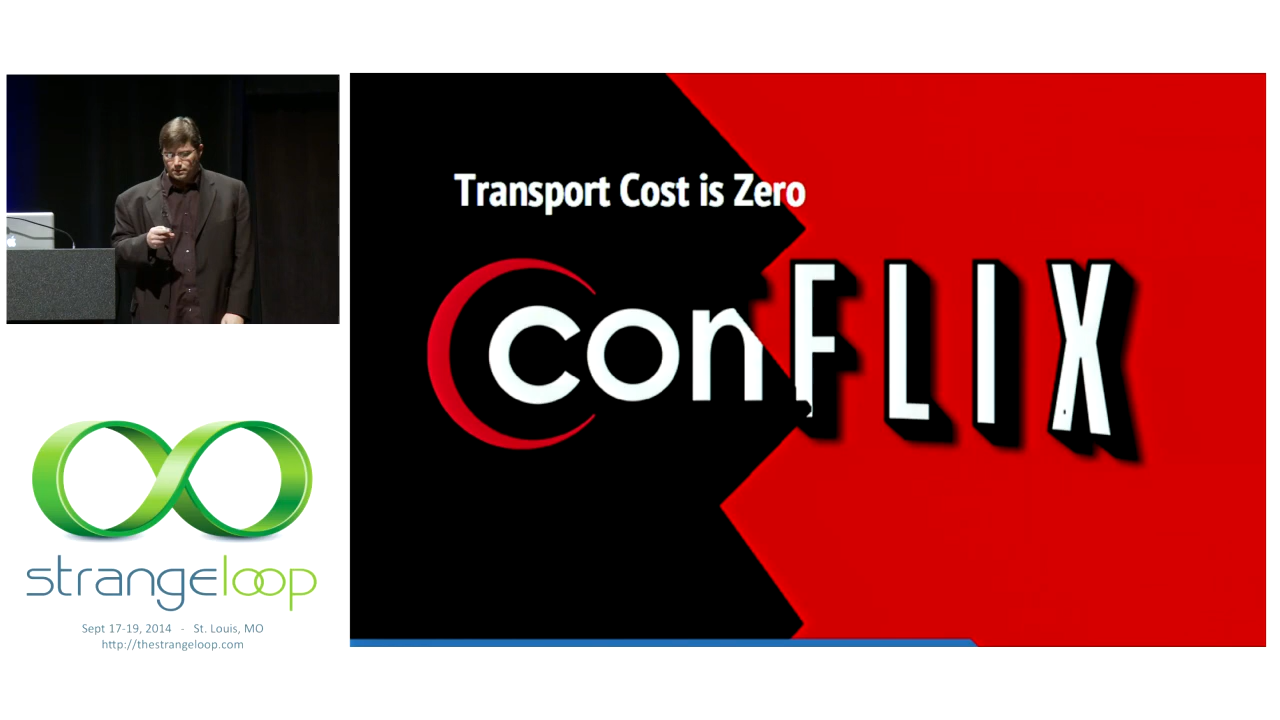 Transport Cost is Zero
conFLIX
strangeloop
Sept 17-19, 2014 - St. Louis, MO
http://thestrangeloop.com